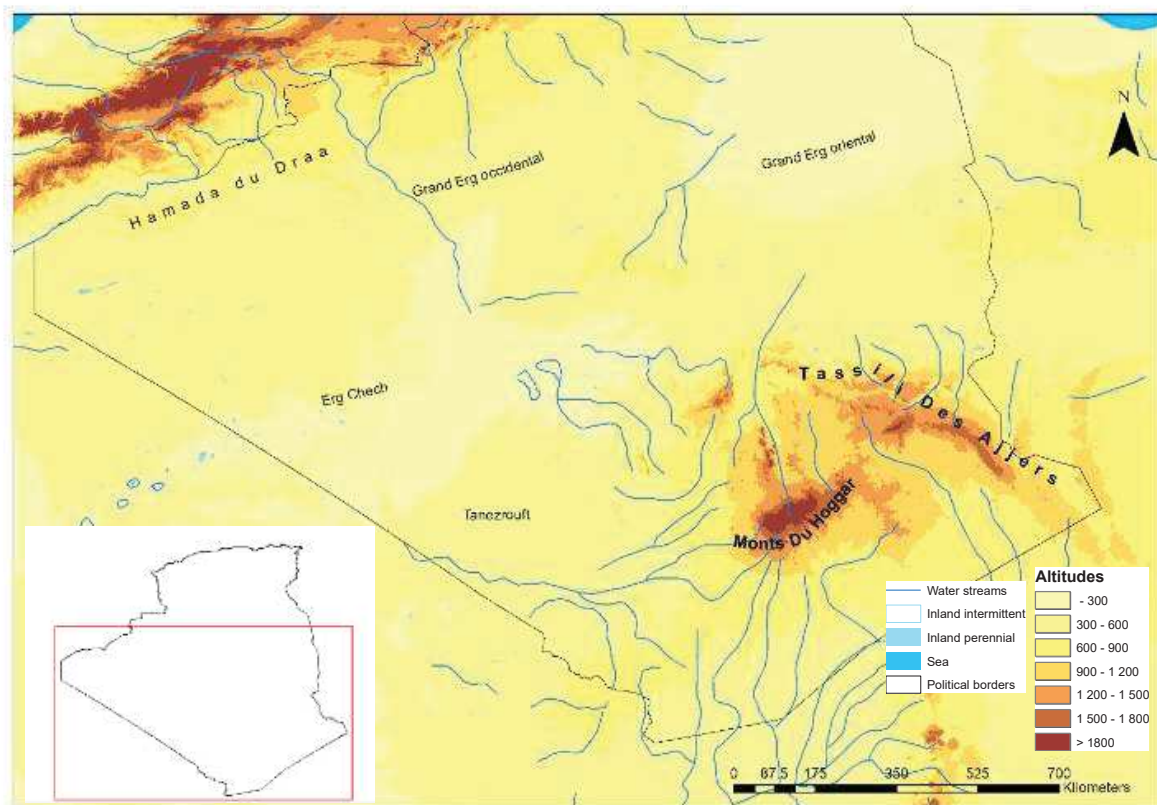 N
Grand Erg oriental
Hamada du Draa
Grand Erg occidental
Tassili Des Ajjers
Erg Chech
Tanezrouft
Monts Du Hoggar
Water streams
Inland intermittent
Inland perennial
Sea
Political borders
Altitudes
- 300
300 - 600
600 - 900
900 - 1 200
1 200 - 1 500
1 500 - 1 800
> 1800
0 87.5 175 350 525 700
Kilometers